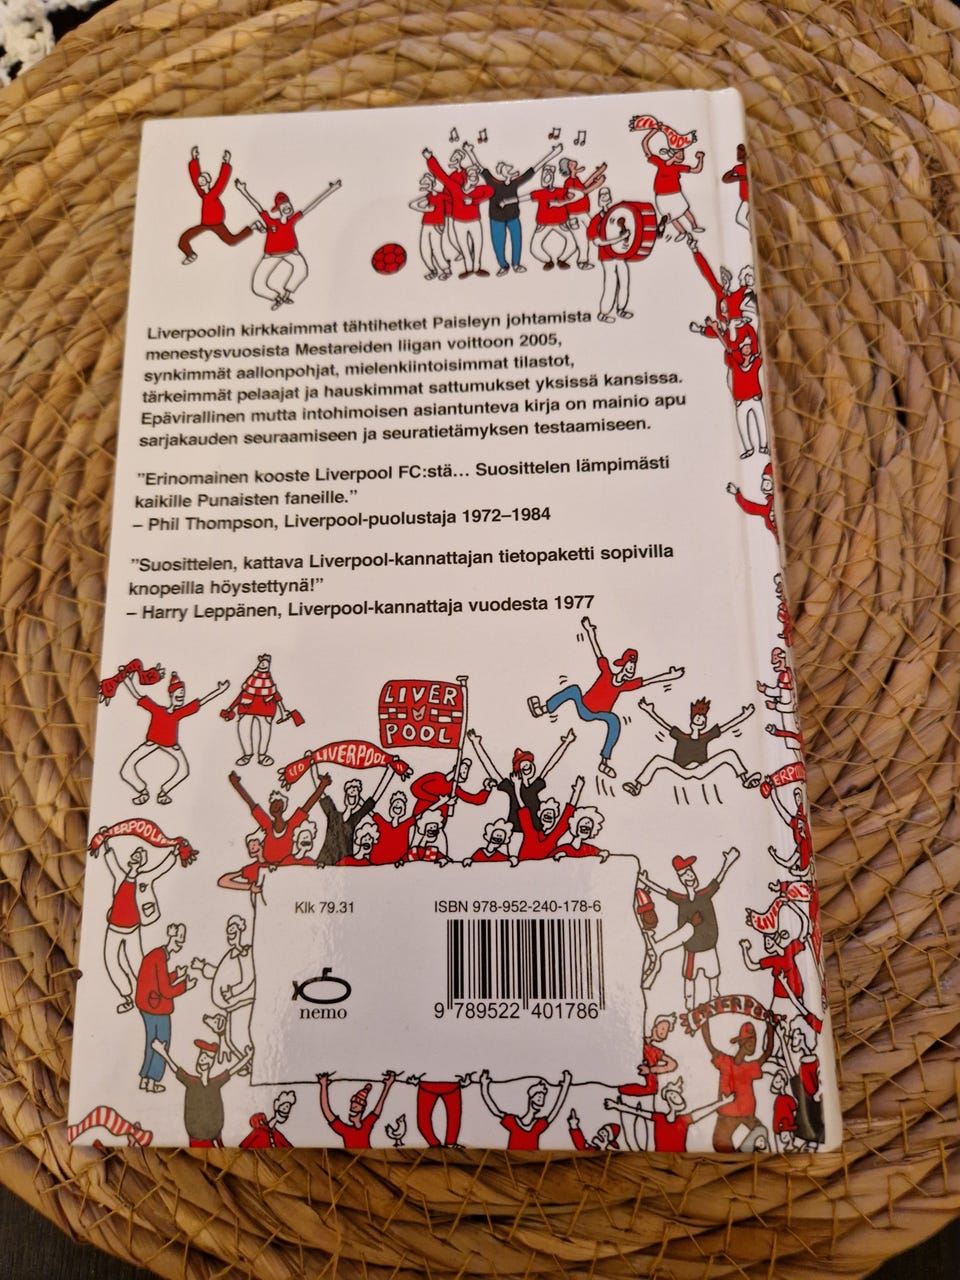 LIVERPOOL
Liverpoolin kirkkaimmat tähtihetket Paisleyn johtamista
menestysvuosista Mestareiden liigan voittoon 2005,
synkimmät aallonpohjat, mielenkiintoisimmat tilastot,
tärkeimmät pelaajat ja hauskimmat sattumukset yksissä kansissa.
Epävirallinen mutta intohimoisen asiantunteva kirja on mainio apu
sarjakauden seuraamiseen ja seuratietämyksen testaamiseen.
”Erinomainen kooste Liverpool FC:stä... Suosittelen lämpimästi
kaikille Punaisten faneille.”
– Phil Thompson, Liverpool-puolustaja 1972–1984
”Suosittelen, kattava Liverpool-kannattajan tietopaketti sopivilla
knopeilla höystettynä!”
– Harry Leppänen, Liverpool-kannattaja vuodesta 1977
LIVER
POOL
LIVERPOOL
LIVERPOOL
Klk 79.31
ISBN 978-952-240-178-6
nemo
9 789522 401786
LIVERPOOL